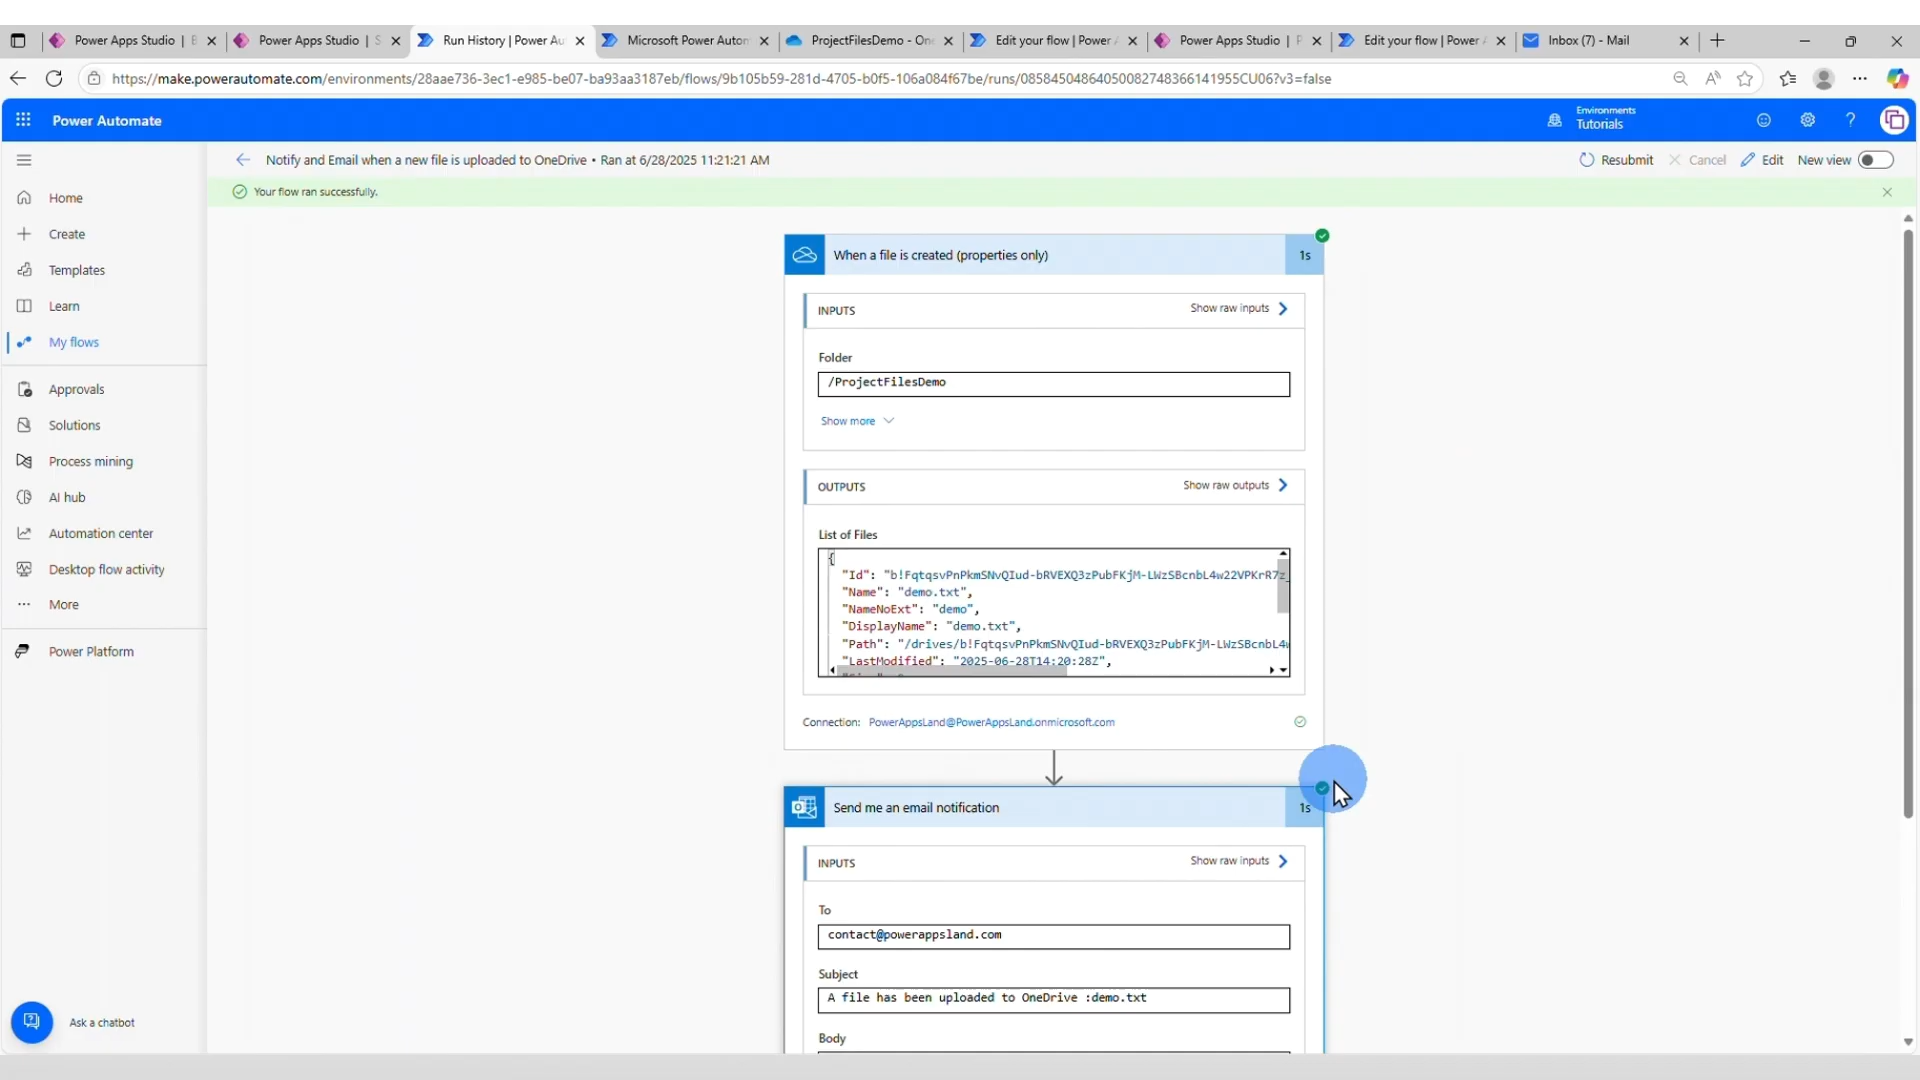 Power Apps Studio |
Power Apps Studio |
Run History | Power Au
Microsoft Power Autom
ProjectFilesDemo - On
Edit your flow | Power
Power Apps Studio |
Edit your flow | Power
Inbox (7) - Mail
https://make.powerautomate.com/environments/28aae736-3ec1-e985-be07-ba93aa3187eb/flows/9b105b59-281d-4705-b0f5-106a084f67be/runs/08584504864050082748366141955CU06?v3=false
Power Automate
Environments
Tutorials
Notify and Email when a new file is uploaded to OneDrive • Ran at 6/28/2025 11:21:21 AM
Resubmit
Cancel
Edit
New view
Your flow ran successfully.
Home
Create
Templates
Learn
My flows
Approvals
Solutions
Process mining
AI hub
Automation center
Desktop flow activity
More
Power Platform
Ask a chatbot
When a file is created (properties only)
1s
INPUTS
Show raw inputs
Folder
/ProjectFilesDemo
Show more
OUTPUTS
Show raw outputs
List of Files
{
"Id": "b!FqtqsvPnPkmSNvQIud-bRVEXQ3zPubFKjM-LWzSBcnbL4w22VPKrR7z_
"Name": "demo.txt",
"NameNoExt": "demo",
"DisplayName": "demo.txt",
"Path": "/drives/b!FqtqsvPnPkmSNvQIud-bRVEXQ3zPubFKjM-LWzSBcnbL4w
"LastModified": "2025-06-28T14:20:28Z",
Connection: PowerAppsLand@PowerAppsLand.onmicrosoft.com
Send me an email notification
1s
INPUTS
Show raw inputs
To
contact@powerappsland.com
Subject
A file has been uploaded to OneDrive :demo.txt
Body